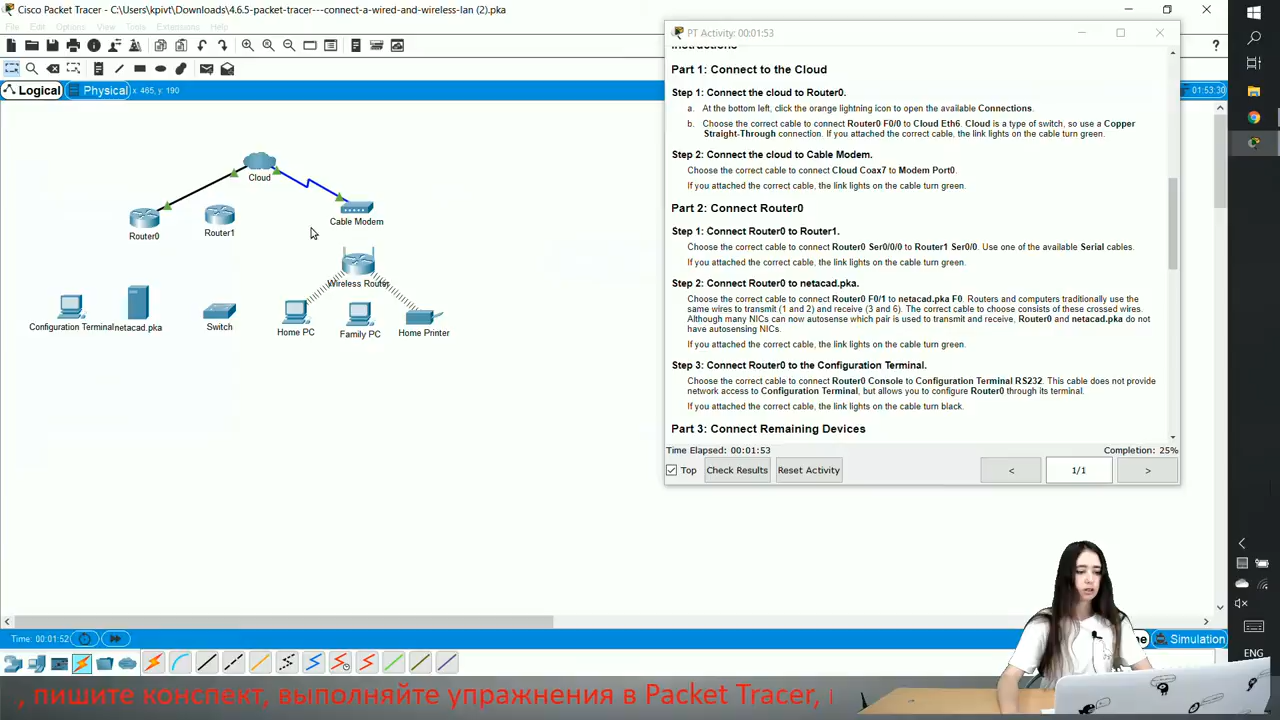 Cisco Packet Tracer - C:\Users\kpivt\Downloads\4.6.5-packet-tracer---connect-a-wired-and-wireless-lan (2).pka
File Edit Options View Tools Extensions Help
?
Logical Physical x: 465, y: 190
01:53:30
Cloud
Cable Modem
Router0
Router1
Wireless Router
Configuration Terminal
netacad.pka
Switch
Home PC
Family PC
Home Printer
PT Activity: 00:01:53
Instructions
Part 1: Connect to the Cloud
Step 1: Connect the cloud to Router0.
a. At the bottom left, click the orange lightning icon to open the available Connections.
b. Choose the correct cable to connect Router0 F0/0 to Cloud Eth6. Cloud is a type of switch, so use a Copper
Straight-Through connection. If you attached the correct cable, the link lights on the cable turn green.
Step 2: Connect the cloud to Cable Modem.
Choose the correct cable to connect Cloud Coax7 to Modem Port0.
If you attached the correct cable, the link lights on the cable turn green.
Part 2: Connect Router0
Step 1: Connect Router0 to Router1.
Choose the correct cable to connect Router0 Ser0/0/0 to Router1 Ser0/0. Use one of the available Serial cables.
If you attached the correct cable, the link lights on the cable turn green.
Step 2: Connect Router0 to netacad.pka.
Choose the correct cable to connect Router0 F0/1 to netacad.pka F0. Routers and computers traditionally use the
same wires to transmit (1 and 2) and receive (3 and 6). The correct cable to choose consists of these crossed wires.
Although many NICs can now autosense which pair is used to transmit and receive, Router0 and netacad.pka do not
have autosensing NICs.
If you attached the correct cable, the link lights on the cable turn green.
Step 3: Connect Router0 to the Configuration Terminal.
Choose the correct cable to connect Router0 Console to Configuration Terminal RS232. This cable does not provide
network access to Configuration Terminal, but allows you to configure Router0 through its terminal.
If you attached the correct cable, the link lights on the cable turn black.
Part 3: Connect Remaining Devices
Time Elapsed: 00:01:53
Completion: 25%
Top Check Results Reset Activity < 1/1 >
Time: 00:01:52
Simulation
ENG
, пишите конспект, выполняйте упражнения в Packet Tracer,